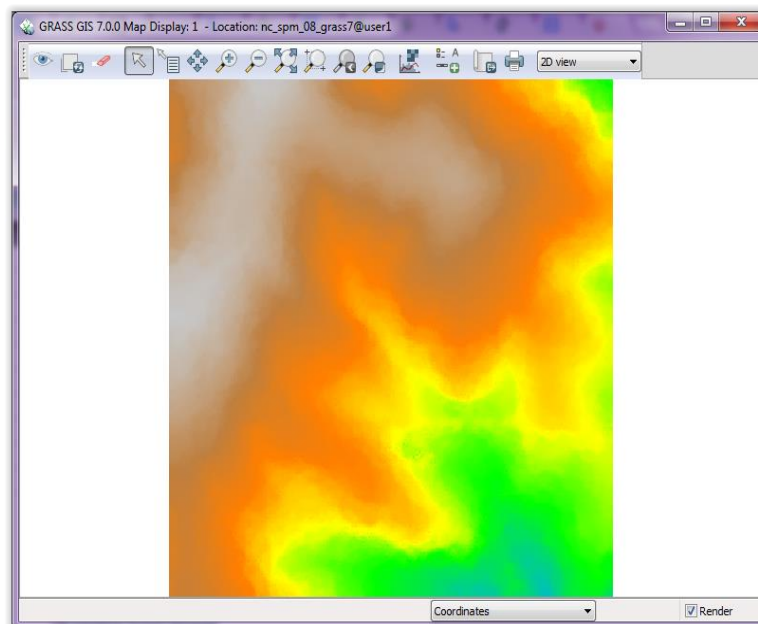 GRASS GIS 7.0.0 Map Display: 1 - Location: nc_spm_08_grass7@user1
2D view
Coordinates
Render